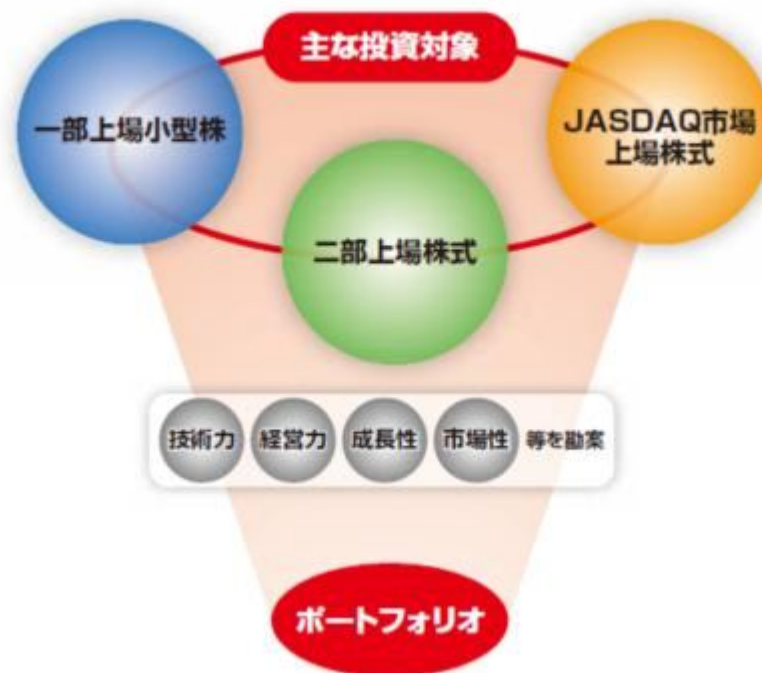 主な投資対象
一部上場小型株
JASDAQ市場
上場株式
二部上場株式
技術力 経営力 成長性 市場性 等を勘案
ポートフォリオ